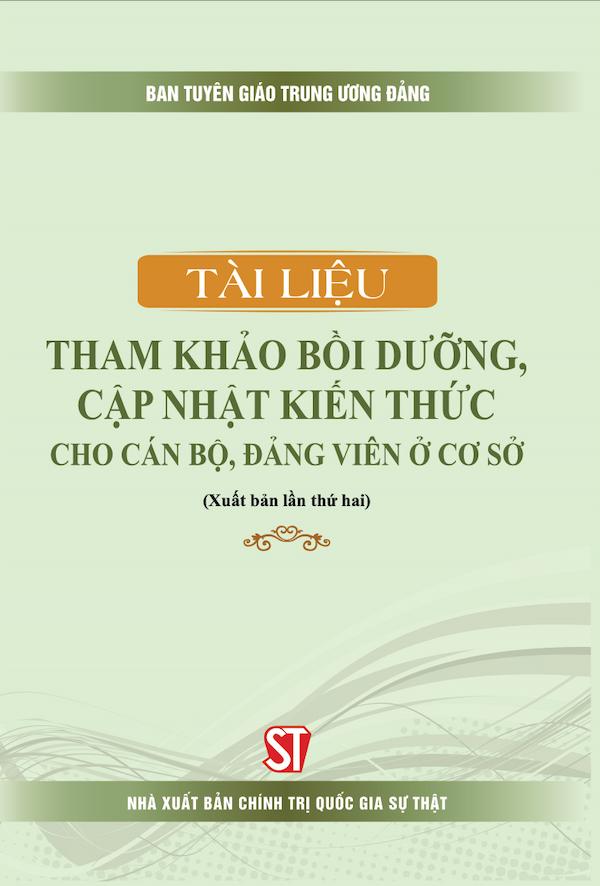 BAN TUYÊN GIÁO TRUNG ƯƠNG ĐẢNG
TÀI LIỆU
THAM KHẢO BỒI DƯỠNG,
CẬP NHẬT KIẾN THỨC
CHO CÁN BỘ, ĐẢNG VIÊN Ở CƠ SỞ
(Xuất bản lần thứ hai)
ST
NHÀ XUẤT BẢN CHÍNH TRỊ QUỐC GIA SỰ THẬT